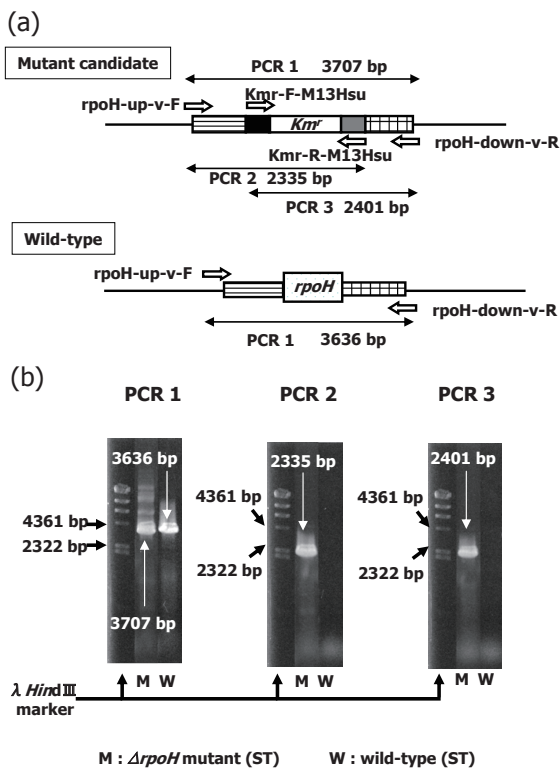 (a)
Mutant candidate
PCR 1 3707 bp
rpoH-up-v-F
Kmr-F-M13Hsu
Kmʳ
Kmr-R-M13Hsu
rpoH-down-v-R
PCR 2 2335 bp
PCR 3 2401 bp
Wild-type
rpoH-up-v-F
rpoH
rpoH-down-v-R
PCR 1 3636 bp
(b)
PCR 1 PCR 2 PCR 3
3636 bp
4361 bp
2322 bp
3707 bp
M W
2335 bp
4361 bp
2322 bp
M W
2401 bp
4361 bp
2322 bp
M W
λ HindⅢ
marker
M : ΔrpoH mutant (ST) W : wild-type (ST)